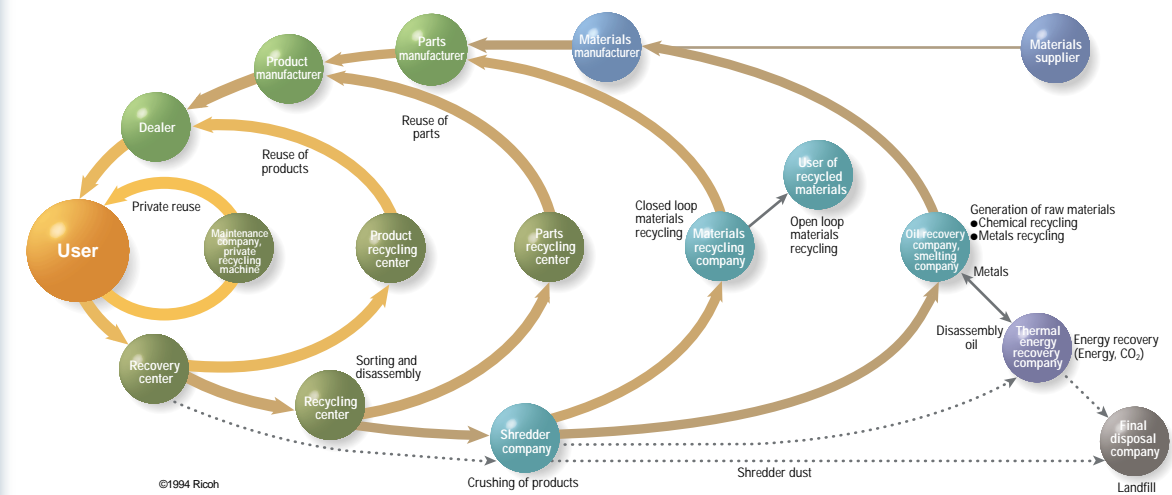 Parts
manufacturer
Materials
manufacturer
Materials
supplier
Product
manufacturer
Dealer
Reuse of
parts
Reuse of
products
User of
recycled
materials
Private reuse
Closed loop
materials
recycling
Open loop
materials
recycling
Generation of raw materials
●Chemical recycling
●Metals recycling
User
Maintenance
company,
private
recycling
machine
Product
recycling
center
Parts
recycling
center
Materials
recycling
company
Oil recovery
company,
smelting
company
Metals
Disassembly
oil
Thermal
energy
recovery
company
Energy recovery
(Energy, CO₂)
Recovery
center
Sorting and
disassembly
Recycling
center
Shredder
company
Crushing of products
Shredder dust
Final
disposal
company
Landfill
©1994 Ricoh